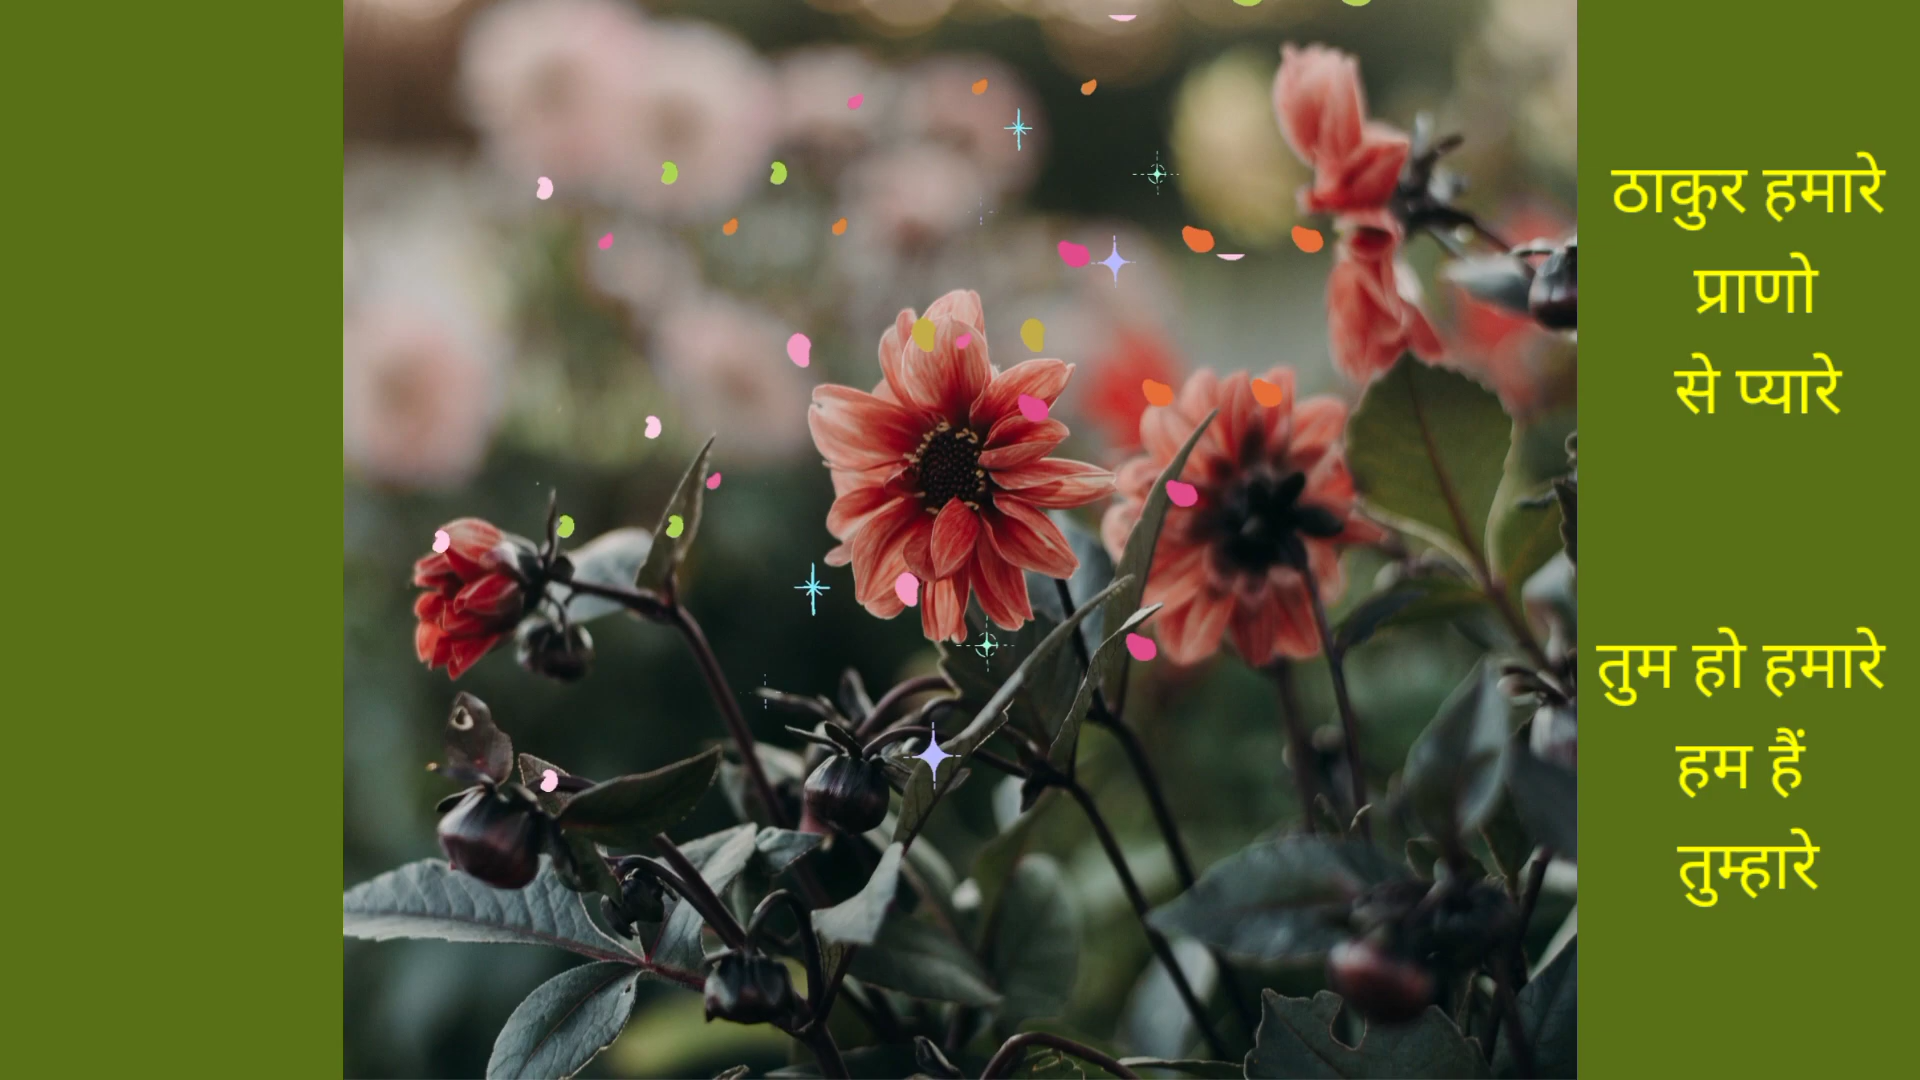 ठाकुर हमारे
प्राणो
से प्यारे
तुम हो हमारे
हम हैं
तुम्हारे